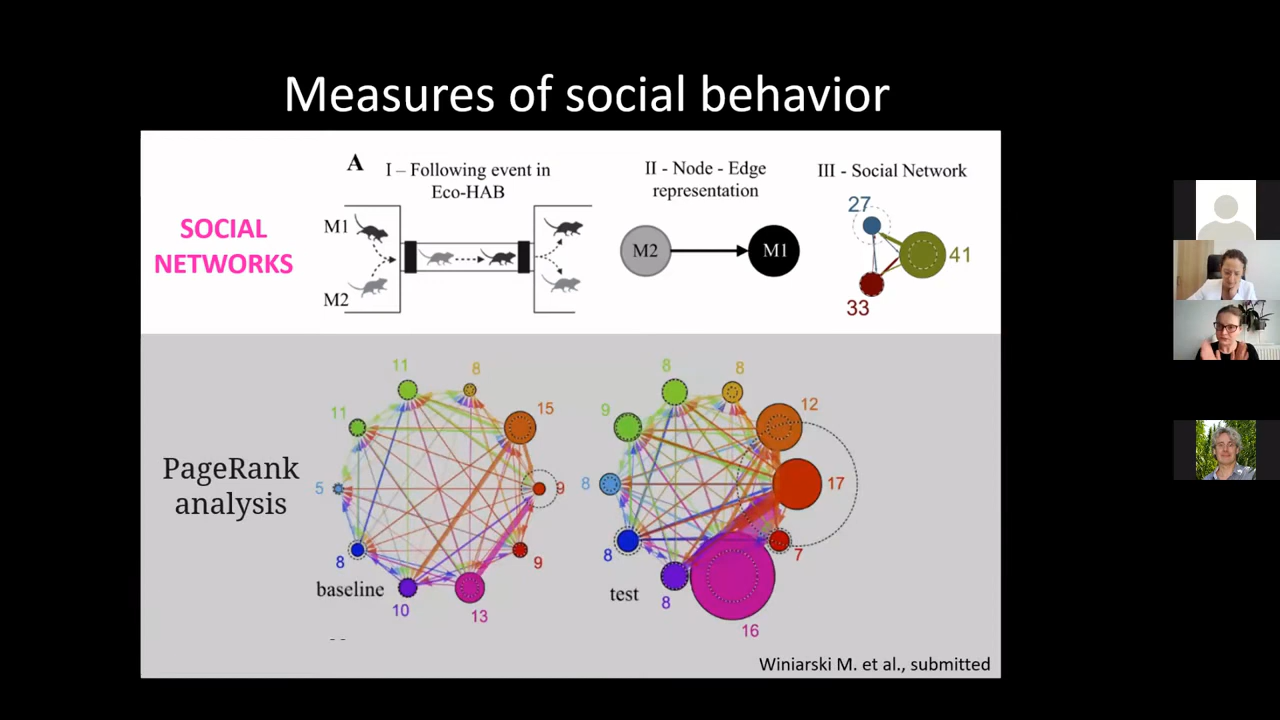 Measures of social behavior
SOCIAL
NETWORKS
A
I – Following event in
Eco-HAB
M1
M2
II - Node - Edge
representation
M2
M1
III - Social Network
27
41
33
PageRank
analysis
11
8
11
15
5
9
8
9
10
13
baseline
8
8
9
12
8
17
8
7
8
16
test
Winiarski M. et al., submitted